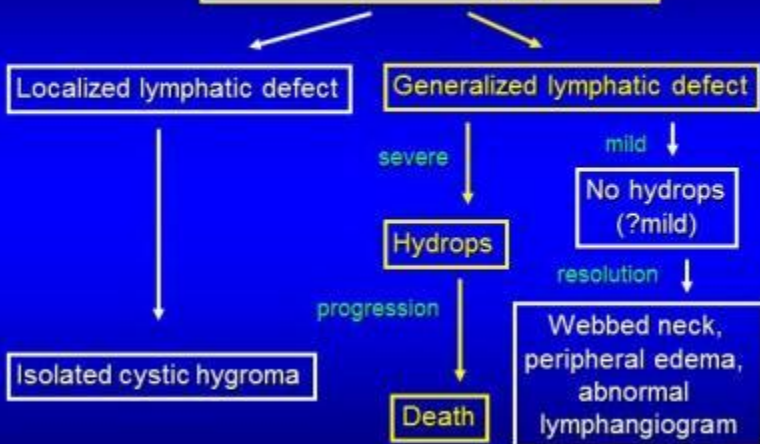 Localized lymphatic defect
Generalized lymphatic defect
severe
mild
No hydrops
(?mild)
Hydrops
resolution
progression
Webbed neck,
peripheral edema,
abnormal
lymphangiogram
Isolated cystic hygroma
Death